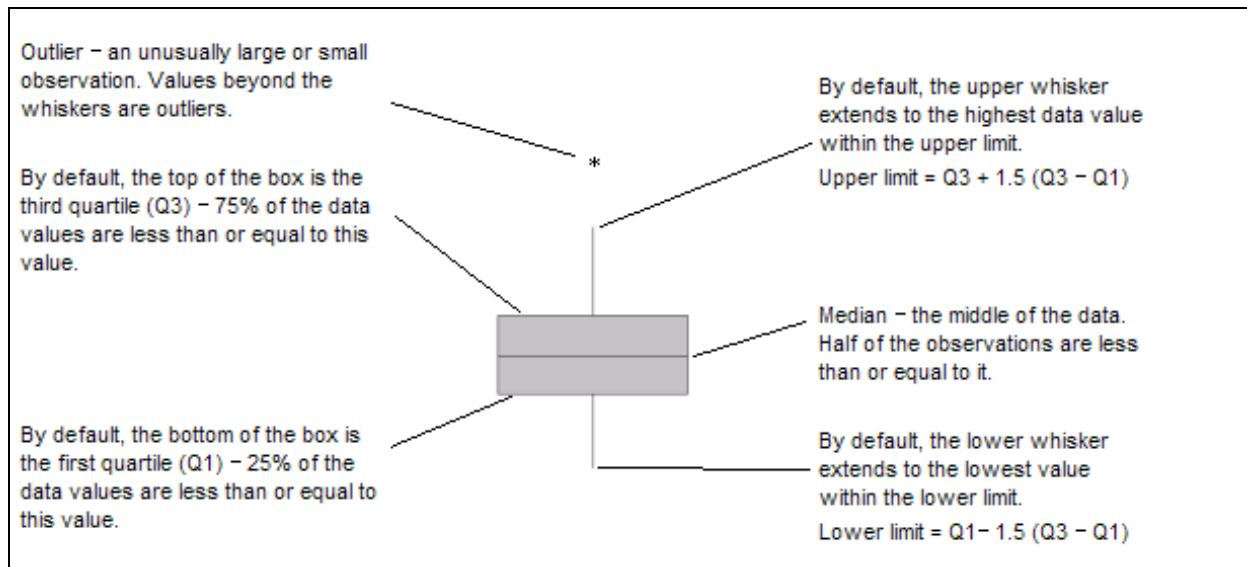 Outlier – an unusually large or small
observation. Values beyond the
whiskers are outliers.
By default, the top of the box is the
third quartile (Q3) – 75% of the data
values are less than or equal to this
value.
By default, the bottom of the box is
the first quartile (Q1) – 25% of the
data values are less than or equal to
this value.
*
By default, the upper whisker
extends to the highest data value
within the upper limit.
Upper limit = Q3 + 1.5 (Q3 – Q1)
Median – the middle of the data.
Half of the observations are less
than or equal to it.
By default, the lower whisker
extends to the lowest value
within the lower limit.
Lower limit = Q1– 1.5 (Q3 – Q1)